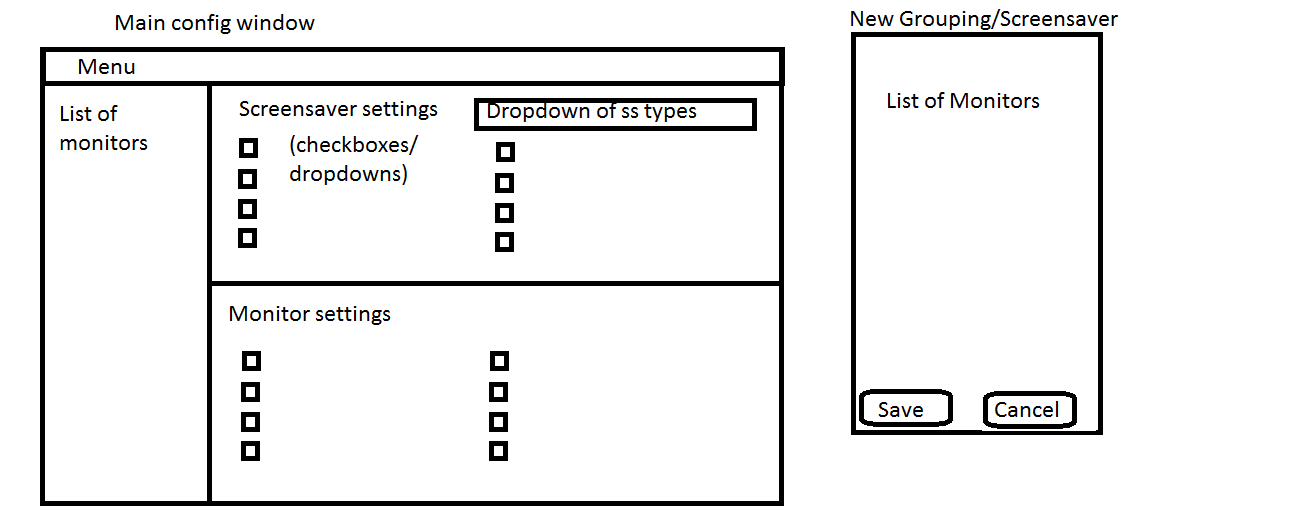 Main config window
Menu
List of
monitors
Screensaver settings
Dropdown of ss types
(checkboxes/
dropdowns)
Monitor settings
New Grouping/Screensaver
List of Monitors
Save
Cancel